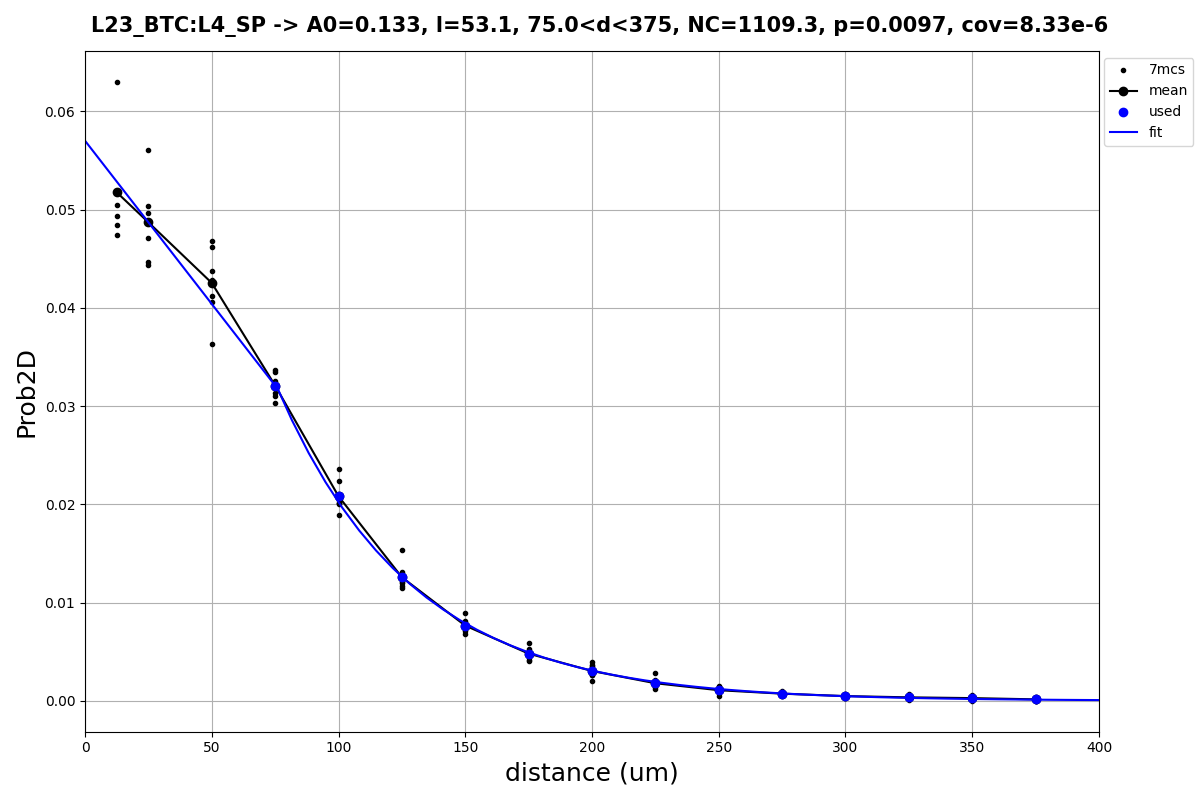 L23_BTC:L4_SP -> A0=0.133, l=53.1, 75.0<d<375, NC=1109.3, p=0.0097, cov=8.33e-6
7mcs
mean
used
fit
0.06
0.05
0.04
0.03
0.02
0.01
0.00
Prob2D
0
50
100
150
200
250
300
350
400
distance (um)